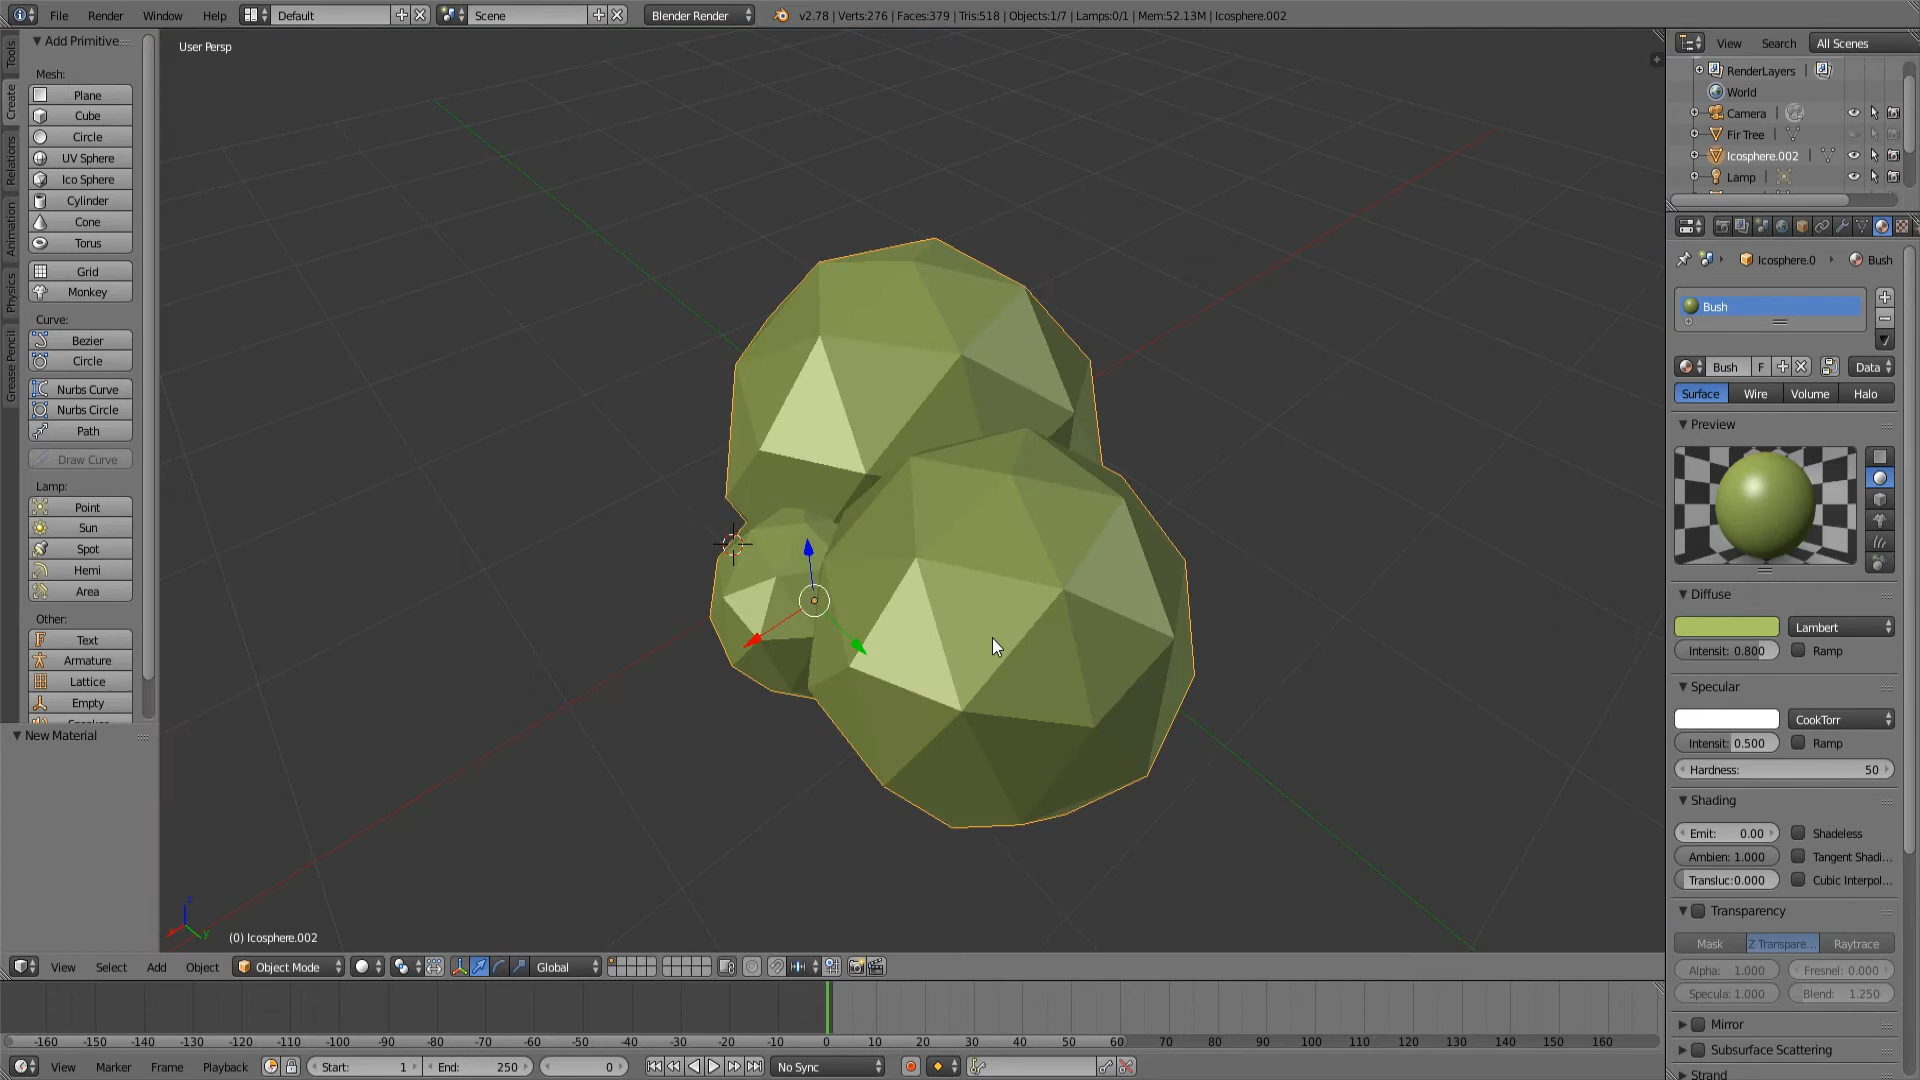 File Render Window Help Default Scene Blender Render v2.78 | Verts:276 | Faces:379 | Tris:518 | Objects:1/7 | Lamps:0/1 | Mem:52.13M | Icosphere.002
Tools
Create
Relations
Animation
Physics
Grease Pencil
Add Primitive
Mesh:
Plane
Cube
Circle
UV Sphere
Ico Sphere
Cylinder
Cone
Torus
Grid
Monkey
Curve:
Bezier
Circle
Nurbs Curve
Nurbs Circle
Path
Draw Curve
Lamp:
Point
Sun
Spot
Hemi
Area
Other:
Text
Armature
Lattice
Empty
New Material
User Persp
(0) Icosphere.002
View Search All Scenes
RenderLayers |
World
Camera |
Fir Tree |
Icosphere.002 |
Lamp |
Icosphere.0 Bush
Bush
Bush F Data
Surface Wire Volume Halo
Preview
Diffuse
Lambert
Intensit: 0.800 Ramp
Specular
CookTorr
Intensit: 0.500 Ramp
Hardness: 50
Shading
Emit: 0.00 Shadeless
Ambien: 1.000 Tangent Shadi...
Transluc:0.000 Cubic Interpol...
Transparency
Mask Z Transpare... Raytrace
Alpha: 1.000 Fresnel: 0.000
Specula: 1.000 Blend: 1.250
Mirror
Subsurface Scattering
Strand
View Select Add Object Object Mode Global
-160 -150 -140 -130 -120 -110 -100 -90 -80 -70 -60 -50 -40 -30 -20 -10 0 10 20 30 40 50 60 70 80 90 100 110 120 130 140 150 160
View Marker Frame Playback Start: 1 End: 250 0 No Sync